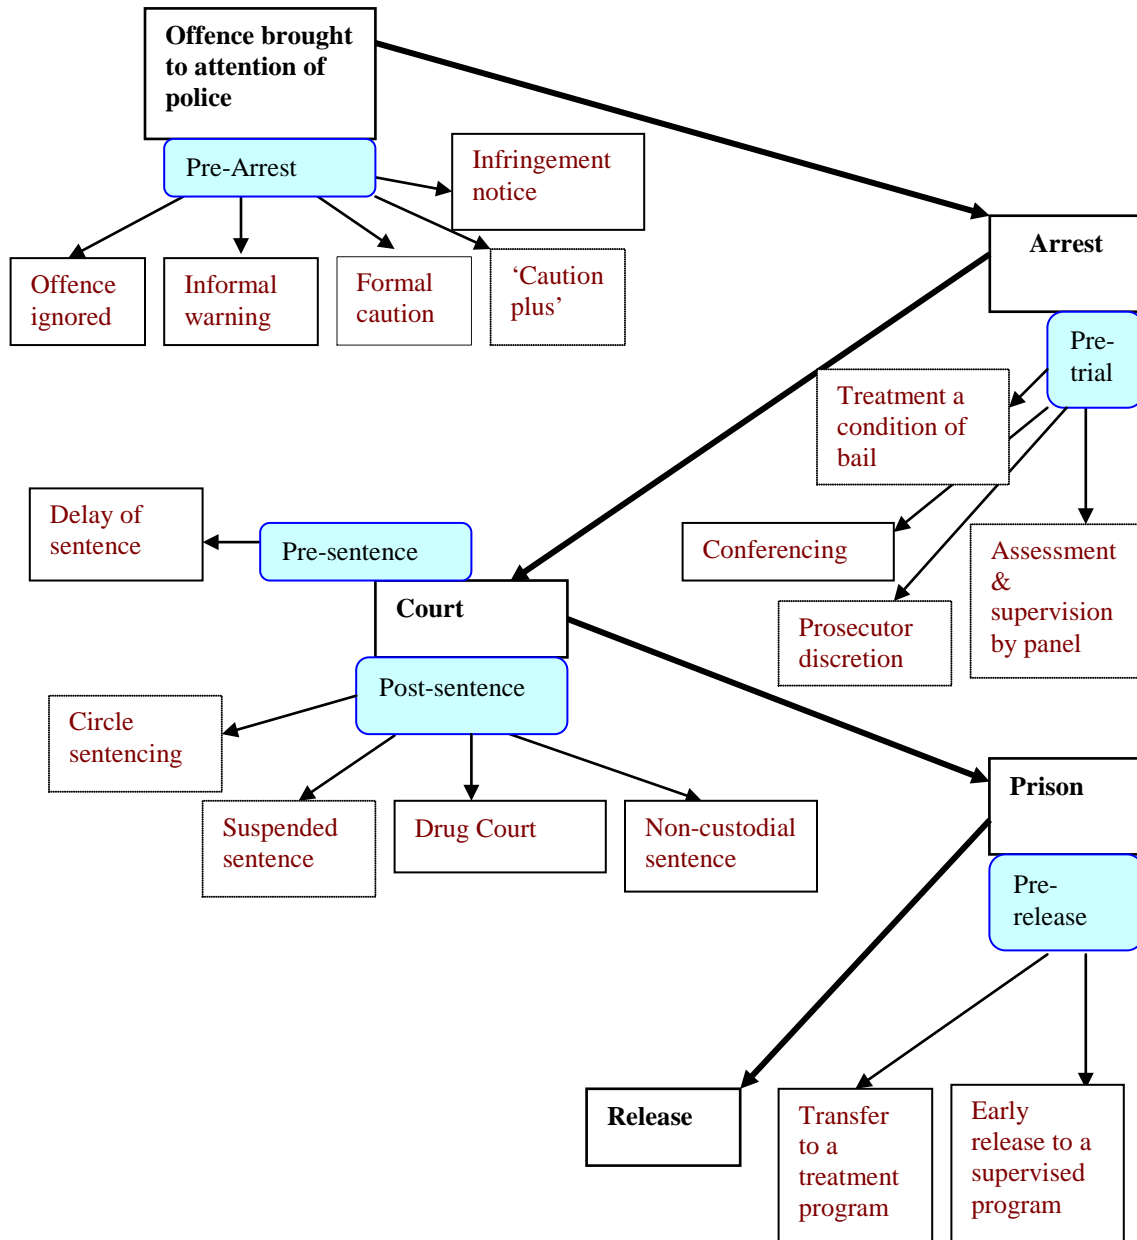 Offence brought
to attention of
police
Pre-Arrest
Infringement
notice
Offence
ignored
Informal
warning
Formal
caution
‘Caution
plus’
Arrest
Pre-
trial
Treatment a
condition of
bail
Conferencing
Prosecutor
discretion
Assessment
&
supervision
by panel
Delay of
sentence
Pre-sentence
Court
Post-sentence
Circle
sentencing
Suspended
sentence
Drug Court
Non-custodial
sentence
Prison
Pre-
release
Release
Transfer
to a
treatment
program
Early
release to a
supervised
program